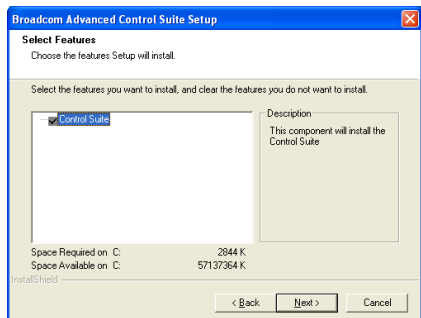 Broadcom Advanced Control Suite Setup
Select Features
Choose the features Setup will install.
Select the features you want to install, and clear the features you do not want to install.
Control Suite
Description
This component will install the
Control Suite
Space Required on C: 2844 K
Space Available on C: 57137364 K
InstallShield
< Back Next > Cancel